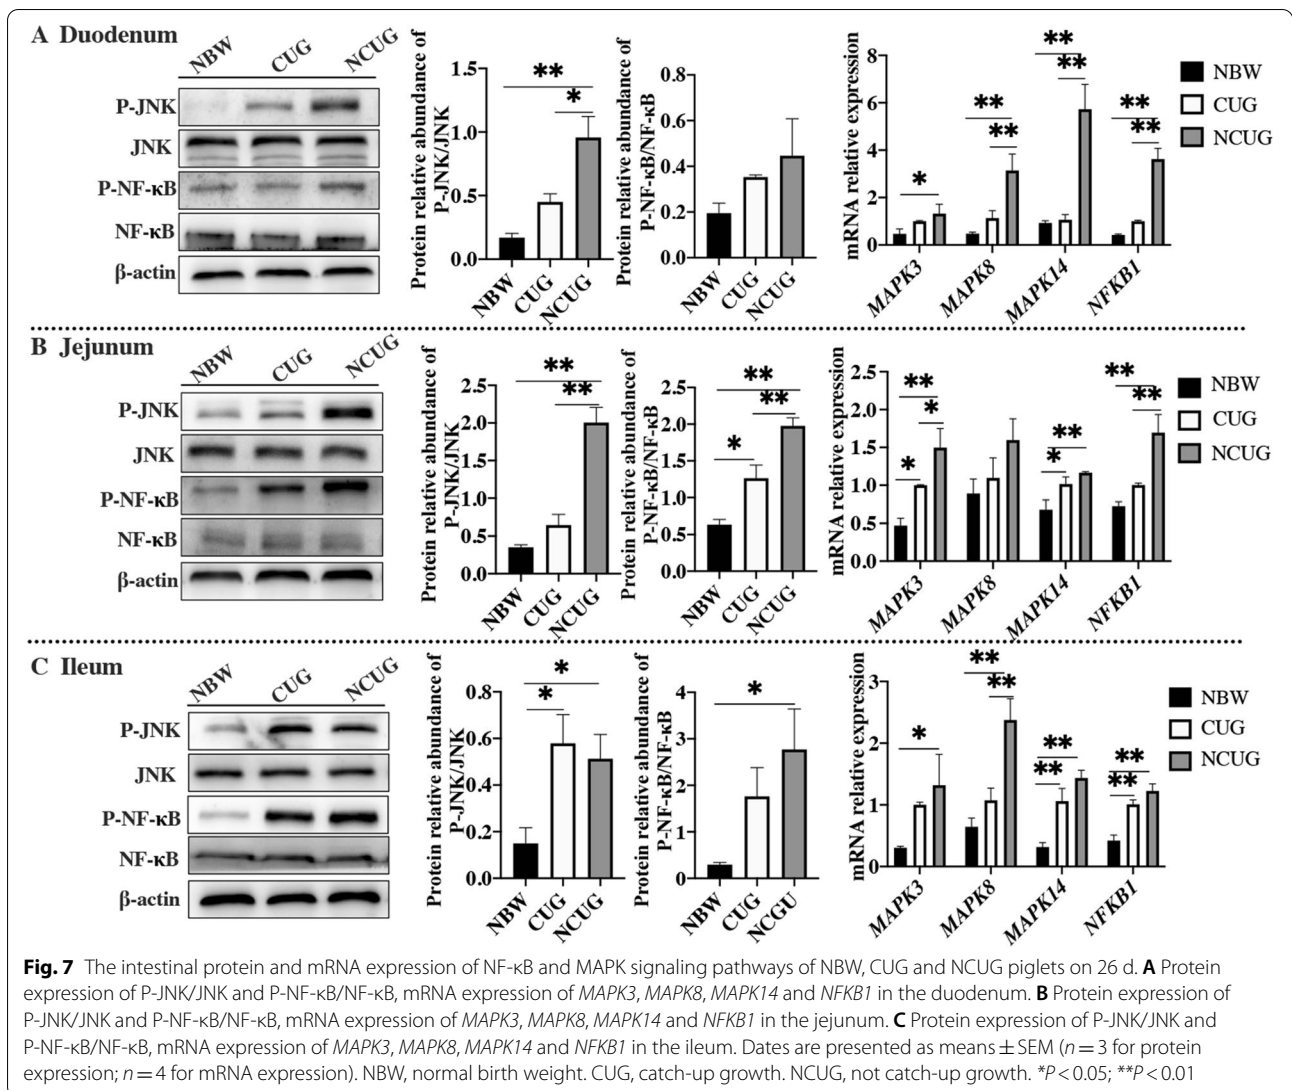 A Duodenum
NBW CUG NCUG
P-JNK
JNK
P-NF-κB
NF-κB
β-actin
Protein relative abundance of
P-JNK/JNK
1.5
1.0
0.5
0.0
** *
NBW CUG NCUG
Protein relative abundance of
P-NF-κB/NF-κB
0.8
0.6
0.4
0.2
0.0
NBW CUG NCUG
mRNA relative expression
8
6
4
2
0
* ** ** ** ** ** **
MAPK3 MAPK8 MAPK14 NFKB1
NBW
CUG
NCUG
B Jejunum
NBW CUG NCUG
P-JNK
JNK
P-NF-κB
NF-κB
β-actin
Protein relative abundance of
P-JNK/JNK
2.5
2.0
1.5
1.0
0.5
0.0
** **
NBW CUG NCUG
Protein relative abundance of
P-NF-κB/NF-κB
2.5
2.0
1.5
1.0
0.5
0.0
** ** *
NBW CUG NCUG
mRNA relative expression
2.5
2.0
1.5
1.0
0.5
0.0
** * * ** * ** **
MAPK3 MAPK8 MAPK14 NFKB1
NBW
CUG
NCUG
C Ileum
NBW CUG NCUG
P-JNK
JNK
P-NF-κB
NF-κB
β-actin
Protein relative abundance of
P-JNK/JNK
0.8
0.6
0.4
0.2
0.0
* *
NBW CUG NCUG
Protein relative abundance of
P-NF-κB/NF-κB
4
3
2
1
0
*
NBW CUG NCGU
mRNA relative expression
3
2
1
0
* ** ** ** ** ** **
MAPK3 MAPK8 MAPK14 NFKB1
NBW
CUG
NCUG
Fig. 7 The intestinal protein and mRNA expression of NF-κB and MAPK signaling pathways of NBW, CUG and NCUG piglets on 26 d. A Protein
expression of P-JNK/JNK and P-NF-κB/NF-κB, mRNA expression of MAPK3, MAPK8, MAPK14 and NFKB1 in the duodenum. B Protein expression of
P-JNK/JNK and P-NF-κB/NF-κB, mRNA expression of MAPK3, MAPK8, MAPK14 and NFKB1 in the jejunum. C Protein expression of P-JNK/JNK and
P-NF-κB/NF-κB, mRNA expression of MAPK3, MAPK8, MAPK14 and NFKB1 in the ileum. Dates are presented as means ± SEM (n = 3 for protein
expression; n = 4 for mRNA expression). NBW, normal birth weight. CUG, catch-up growth. NCUG, not catch-up growth. *P < 0.05; **P < 0.01